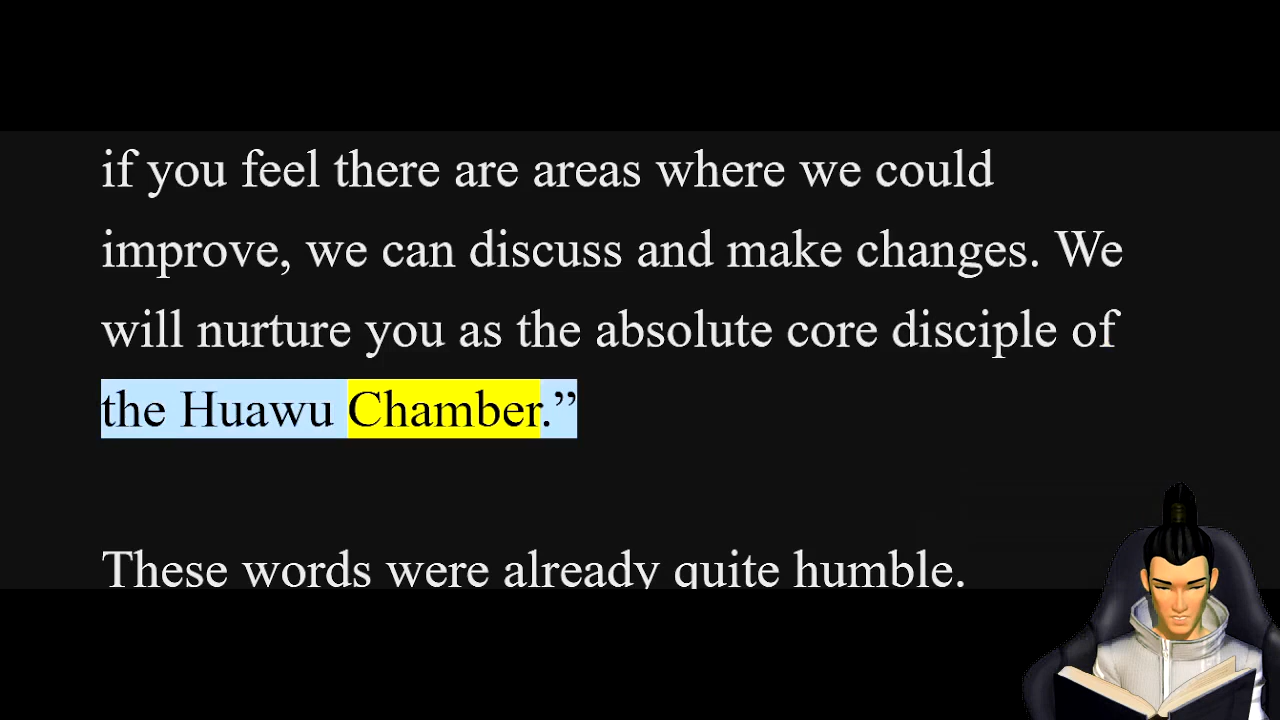 if you feel there are areas where we could
improve, we can discuss and make changes. We
will nurture you as the absolute core disciple of
the Huawu Chamber.”
These words were already quite humble.